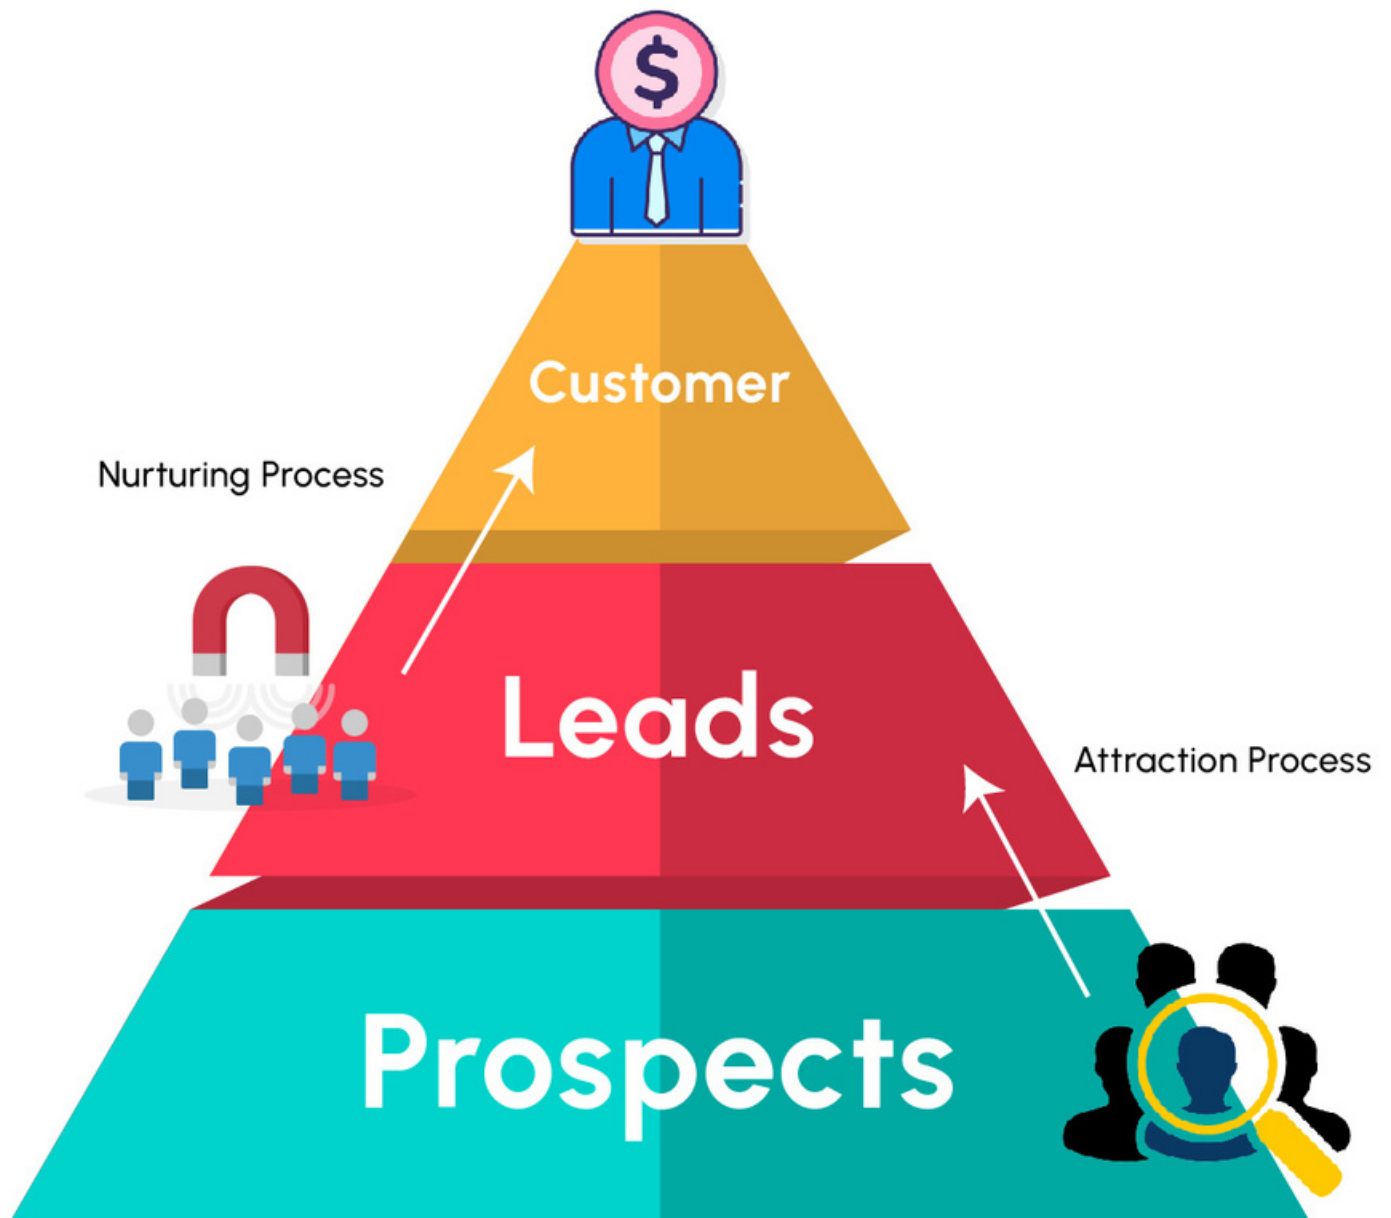 $
Customer
Nurturing Process
Leads
Attraction Process
Prospects